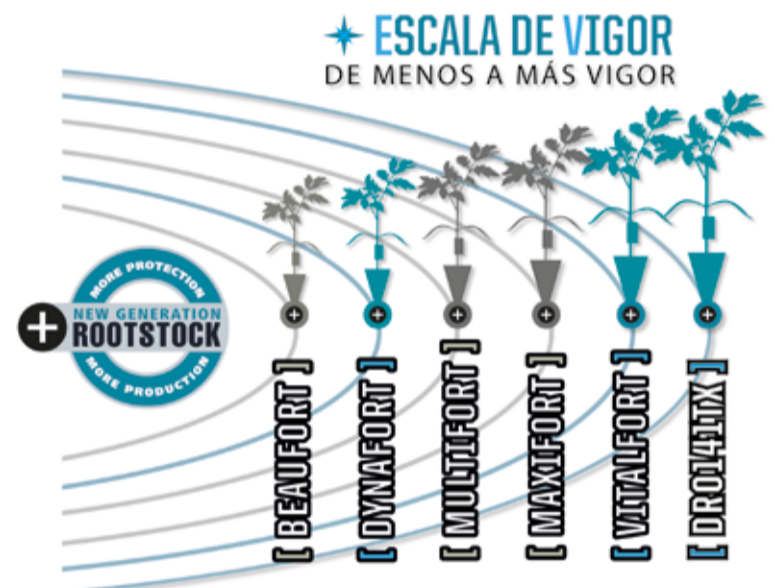 ESCALA DE VIGOR
DE MENOS A MÁS VIGOR
MORE PROTECTION
NEW GENERATION
ROOTSTOCK
MORE PRODUCTION
[ BEAUFORT ]
[ DYNAFORT ]
[ MULTIFORT ]
[ MAXIFORT ]
[ VITALFORT ]
[ DRO141TX ]